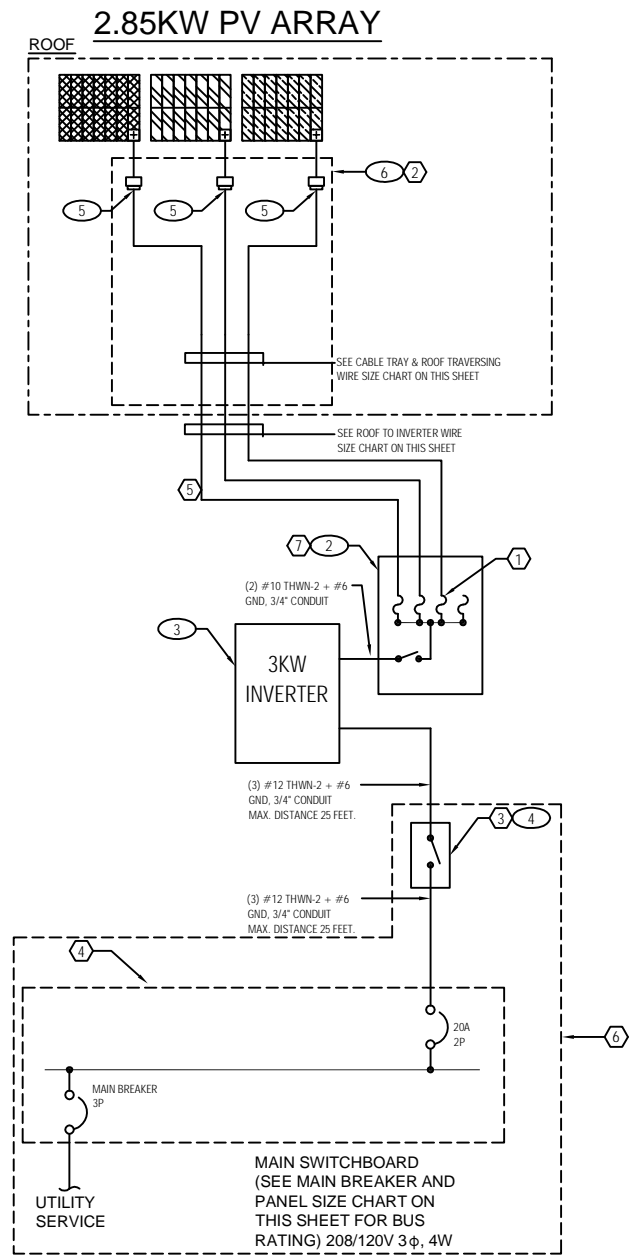 2.85KW PV ARRAY
ROOF
6 2
5 5 5
SEE CABLE TRAY & ROOF TRAVERSING
WIRE SIZE CHART ON THIS SHEET
SEE ROOF TO INVERTER WIRE
SIZE CHART ON THIS SHEET
5
7 2
1
(2) #10 THWN-2 + #6
GND, 3/4" CONDUIT
3
3KW
INVERTER
(3) #12 THWN-2 + #6
GND, 3/4" CONDUIT
MAX. DISTANCE 25 FEET.
3 4
(3) #12 THWN-2 + #6
GND, 3/4" CONDUIT
MAX. DISTANCE 25 FEET.
4
20A
2P
6
MAIN BREAKER
3P
UTILITY
SERVICE
MAIN SWITCHBOARD
(SEE MAIN BREAKER AND
PANEL SIZE CHART ON
THIS SHEET FOR BUS
RATING) 208/120V 3ϕ, 4W